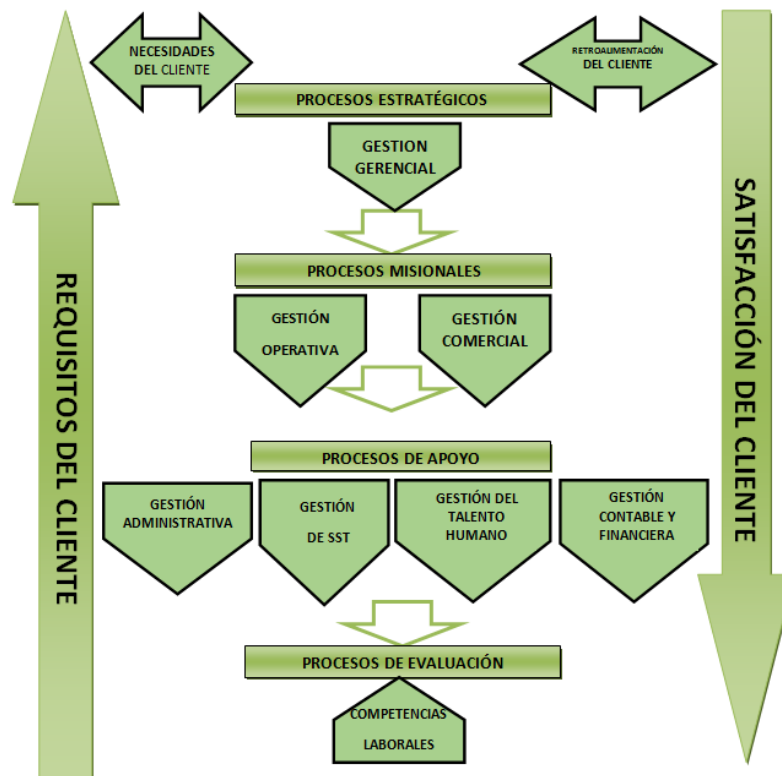 NECESIDADES
DEL CLIENTE
RETROALIMENTACIÓN
DEL CLIENTE
PROCESOS ESTRATÉGICOS
GESTION
GERENCIAL
REQUISITOS DEL CLIENTE
SATISFACCIÓN DEL CLIENTE
PROCESOS MISIONALES
GESTIÓN
OPERATIVA
GESTIÓN
COMERCIAL
PROCESOS DE APOYO
GESTIÓN
ADMINISTRATIVA
GESTIÓN
DE SST
GESTIÓN DEL
TALENTO
HUMANO
GESTIÓN
CONTABLE Y
FINANCIERA
PROCESOS DE EVALUACIÓN
COMPETENCIAS
LABORALES